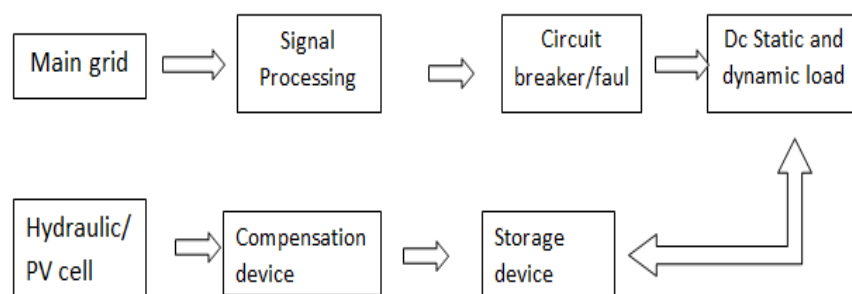 Main grid
Signal
Processing
Circuit
breaker/faul
Dc Static and
dynamic load
Hydraulic/
PV cell
Compensation
device
Storage
device